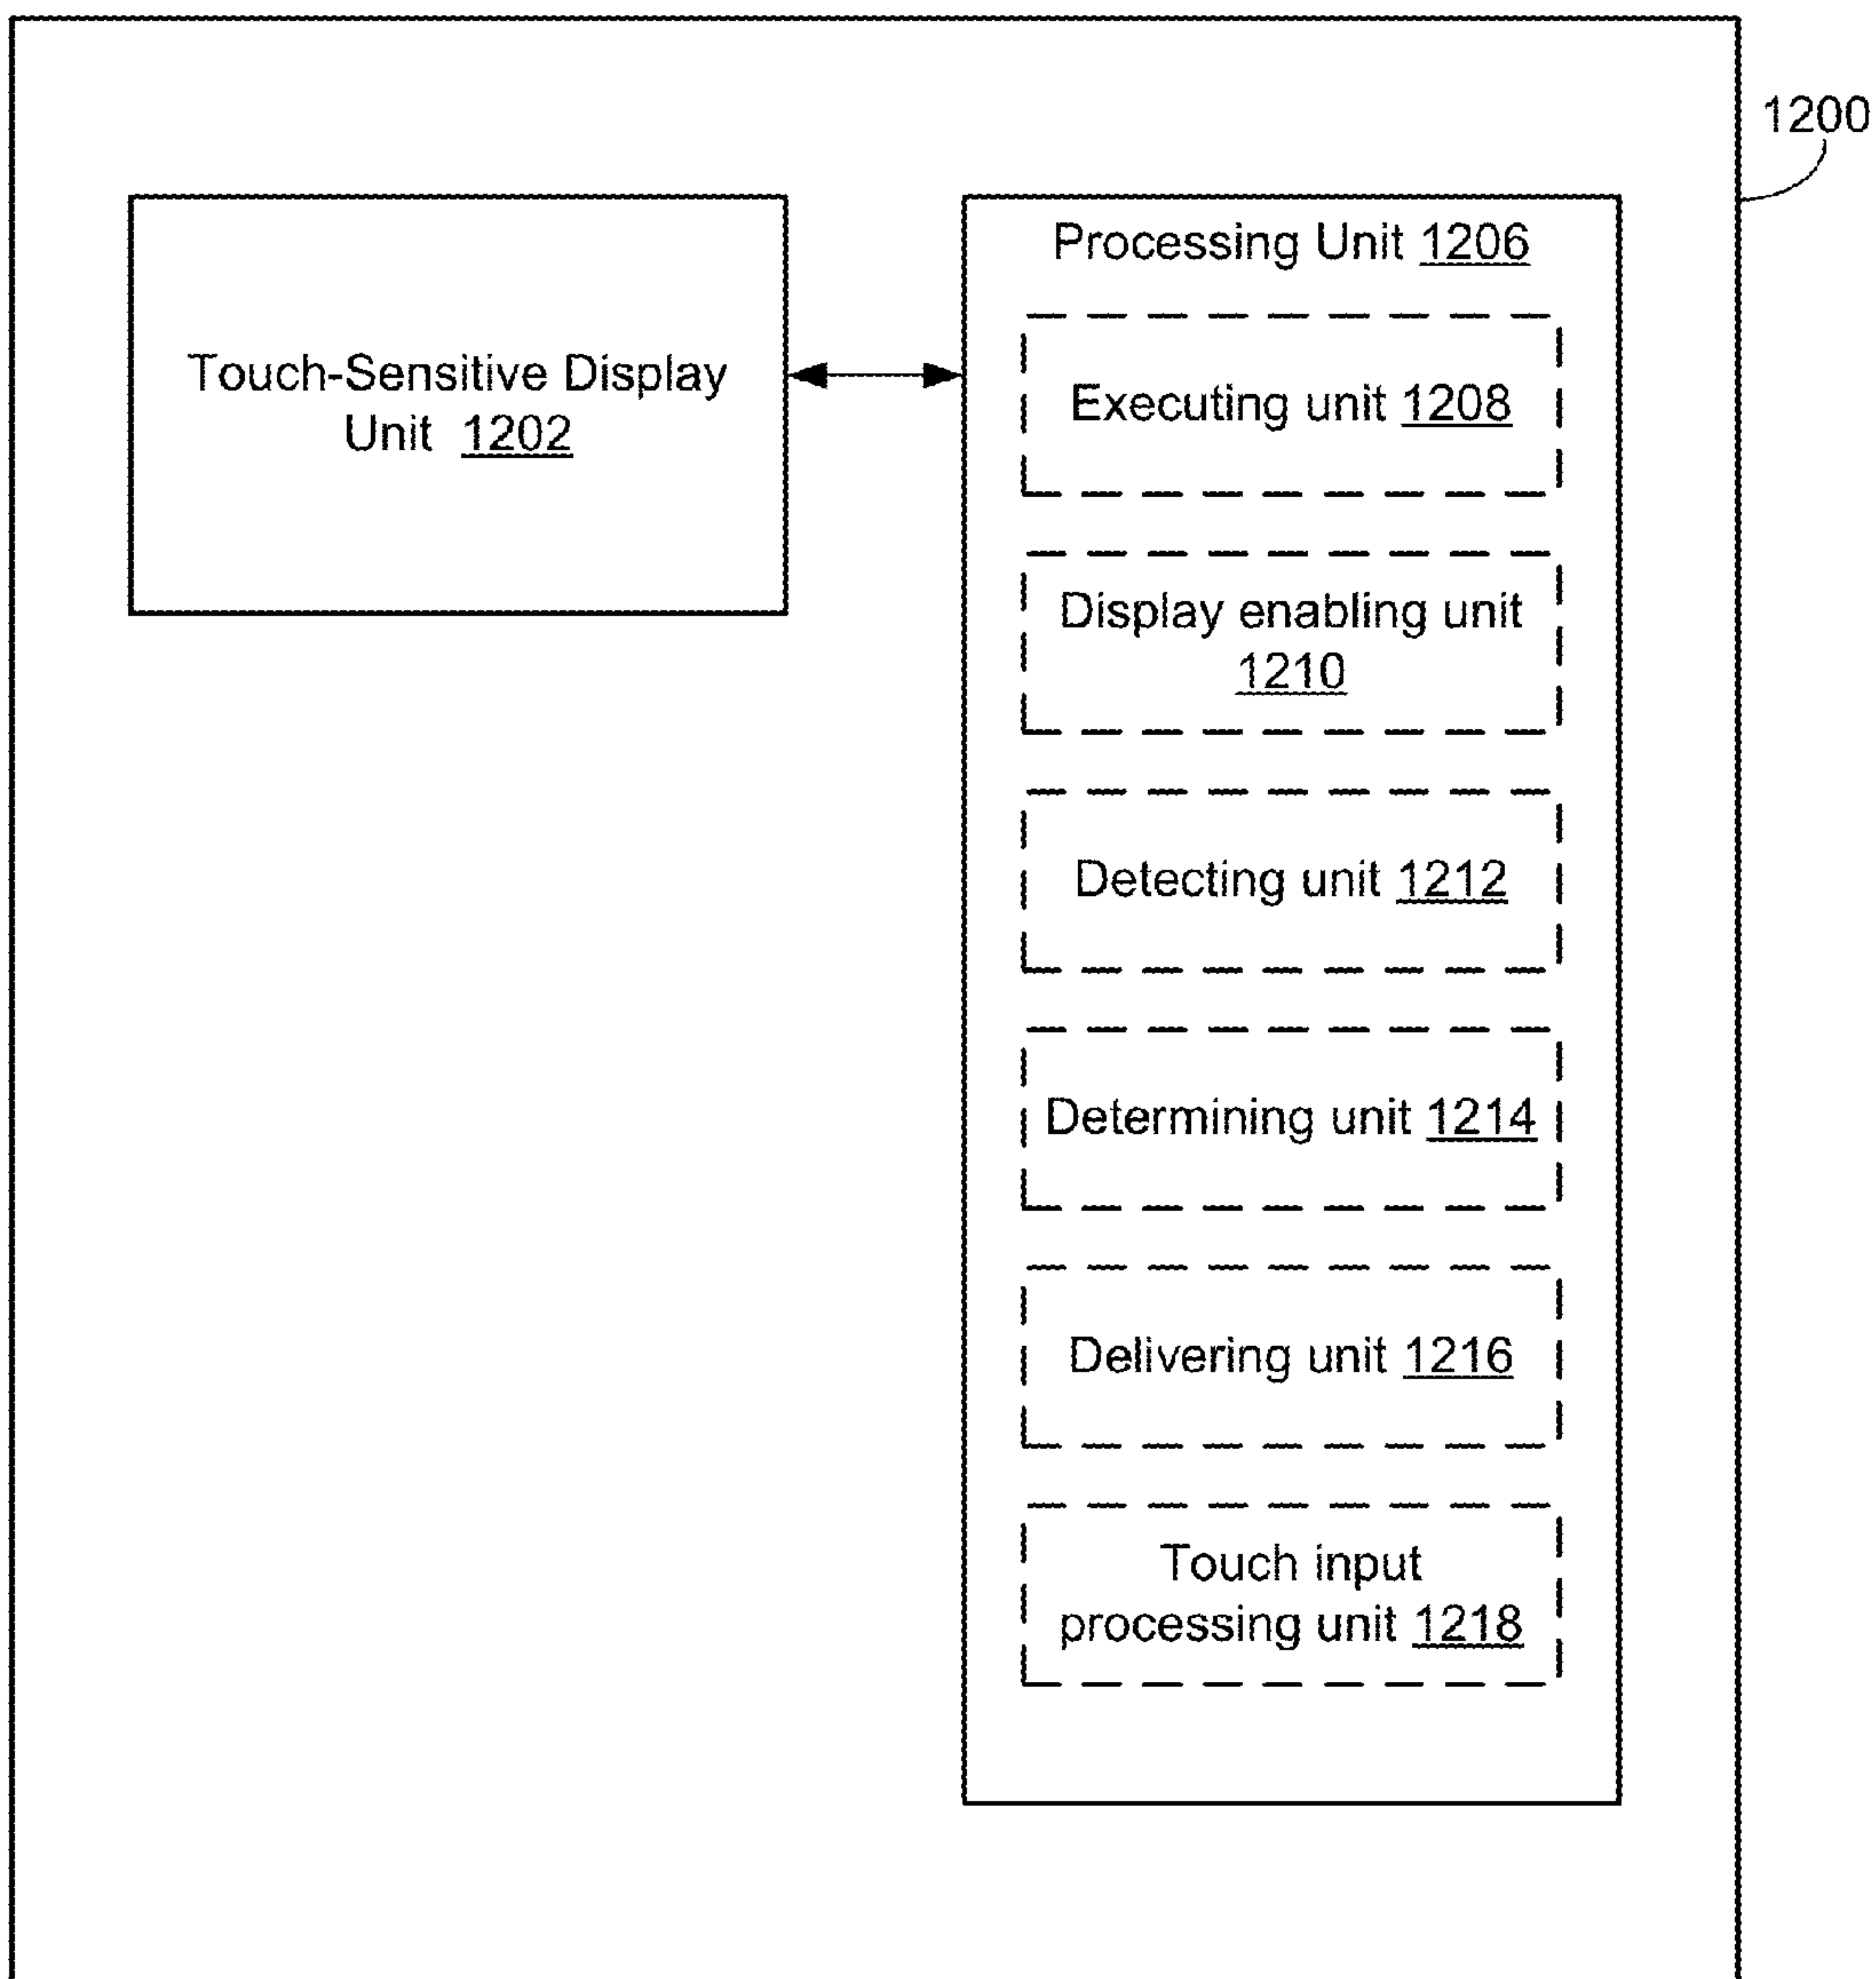 1200
Touch-Sensitive Display
Unit 1202
Processing Unit 1206
Executing unit 1208
Display enabling unit
1210
Detecting unit 1212
Determining unit 1214
Delivering unit 1216
Touch input
processing unit 1218